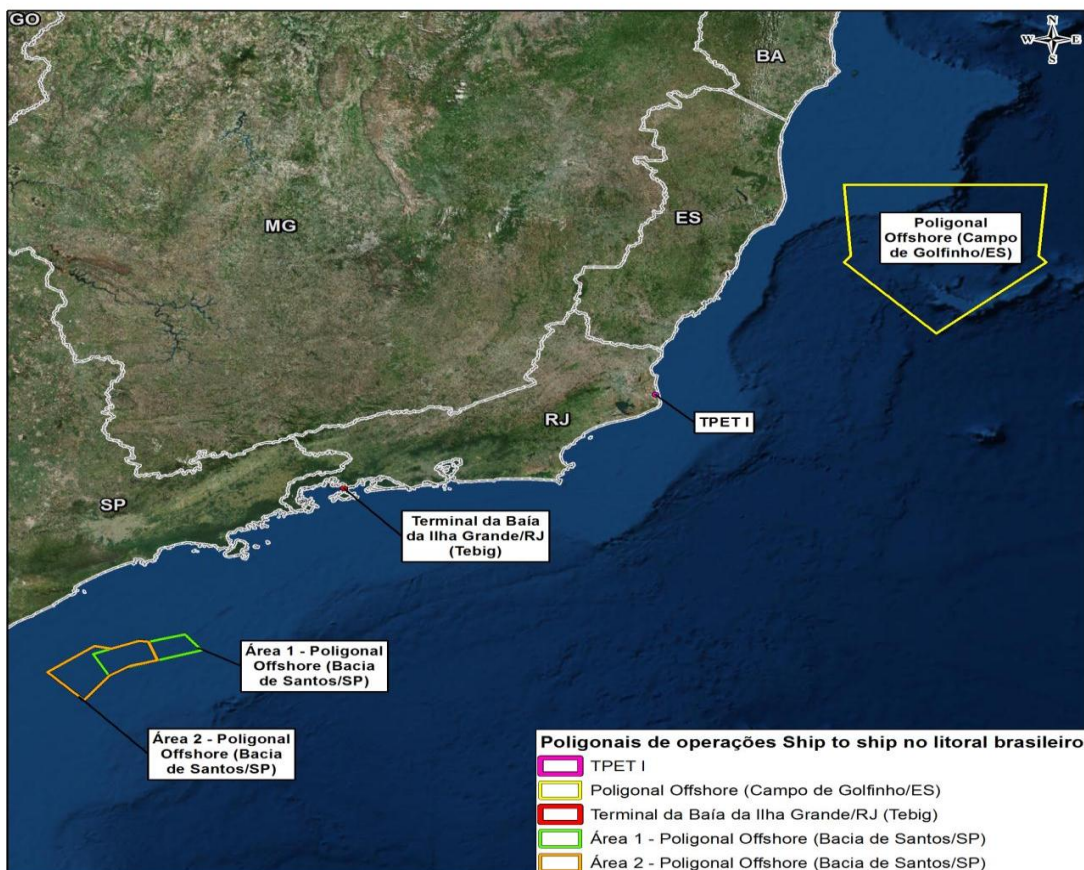 GO
N
W E
S
BA
MG
ES
Poligonal
Offshore (Campo
de Golfinho/ES)
RJ
TPET I
SP
Terminal da Baía
da Ilha Grande/RJ
(Tebig)
Área 1 - Poligonal
Offshore (Bacia
de Santos/SP)
Área 2 - Poligonal
Offshore (Bacia
de Santos/SP)
Poligonais de operações Ship to ship no litoral brasileiro
TPET I
Poligonal Offshore (Campo de Golfinho/ES)
Terminal da Baía da Ilha Grande/RJ (Tebig)
Área 1 - Poligonal Offshore (Bacia de Santos/SP)
Área 2 - Poligonal Offshore (Bacia de Santos/SP)